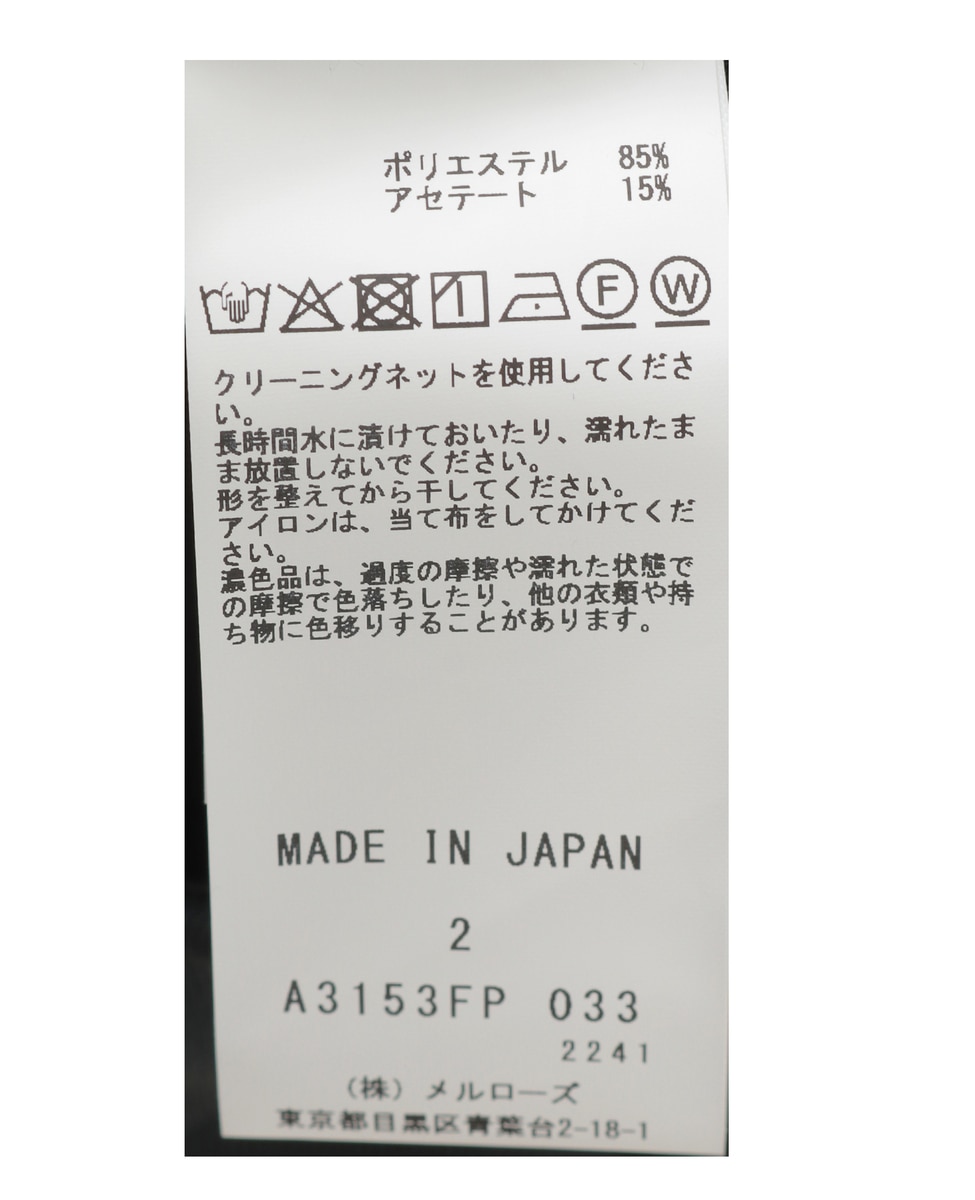 ポリエステル 85%
アセテート 15%
F W
クリーニングネットを使用してくださ
い。
長時間水に漬けておいたり、濡れたま
ま放置しないでください。
形を整えてから干してください。
アイロンは、当て布をしてかけてくだ
さい。
濃色品は、過度の摩擦や濡れた状態で
の摩擦で色落ちしたり、他の衣類や持
ち物に色移りすることがあります。
MADE IN JAPAN
2
A3153FP 033
2241
(株)メルローズ
東京都目黒区青葉台2-18-1